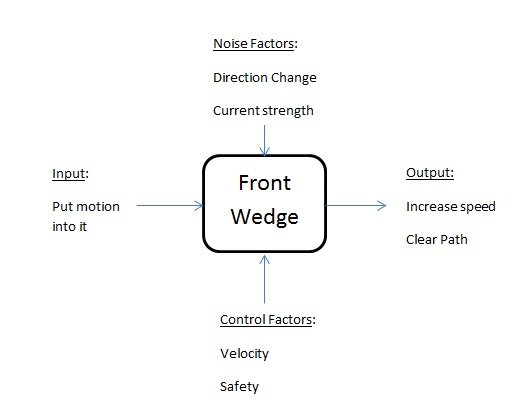 Noise Factors:
Direction Change
Current strength
Input:
Put motion
into it
Front
Wedge
Output:
Increase speed
Clear Path
Control Factors:
Velocity
Safety